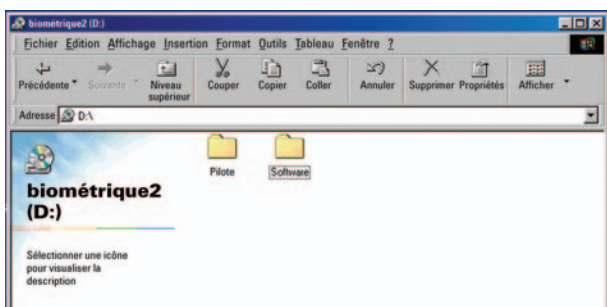 biométrique2 (D:)
Fichier Edition Affichage Insertion Format Outils Tableau Fenêtre ?
Précédente Suivante Niveau supérieur Couper Copier Coller Annuler Supprimer Propriétés Afficher
Adresse D:\
biométrique2
(D:)
Pilote Software
Sélectionner une icône
pour visualiser la
description